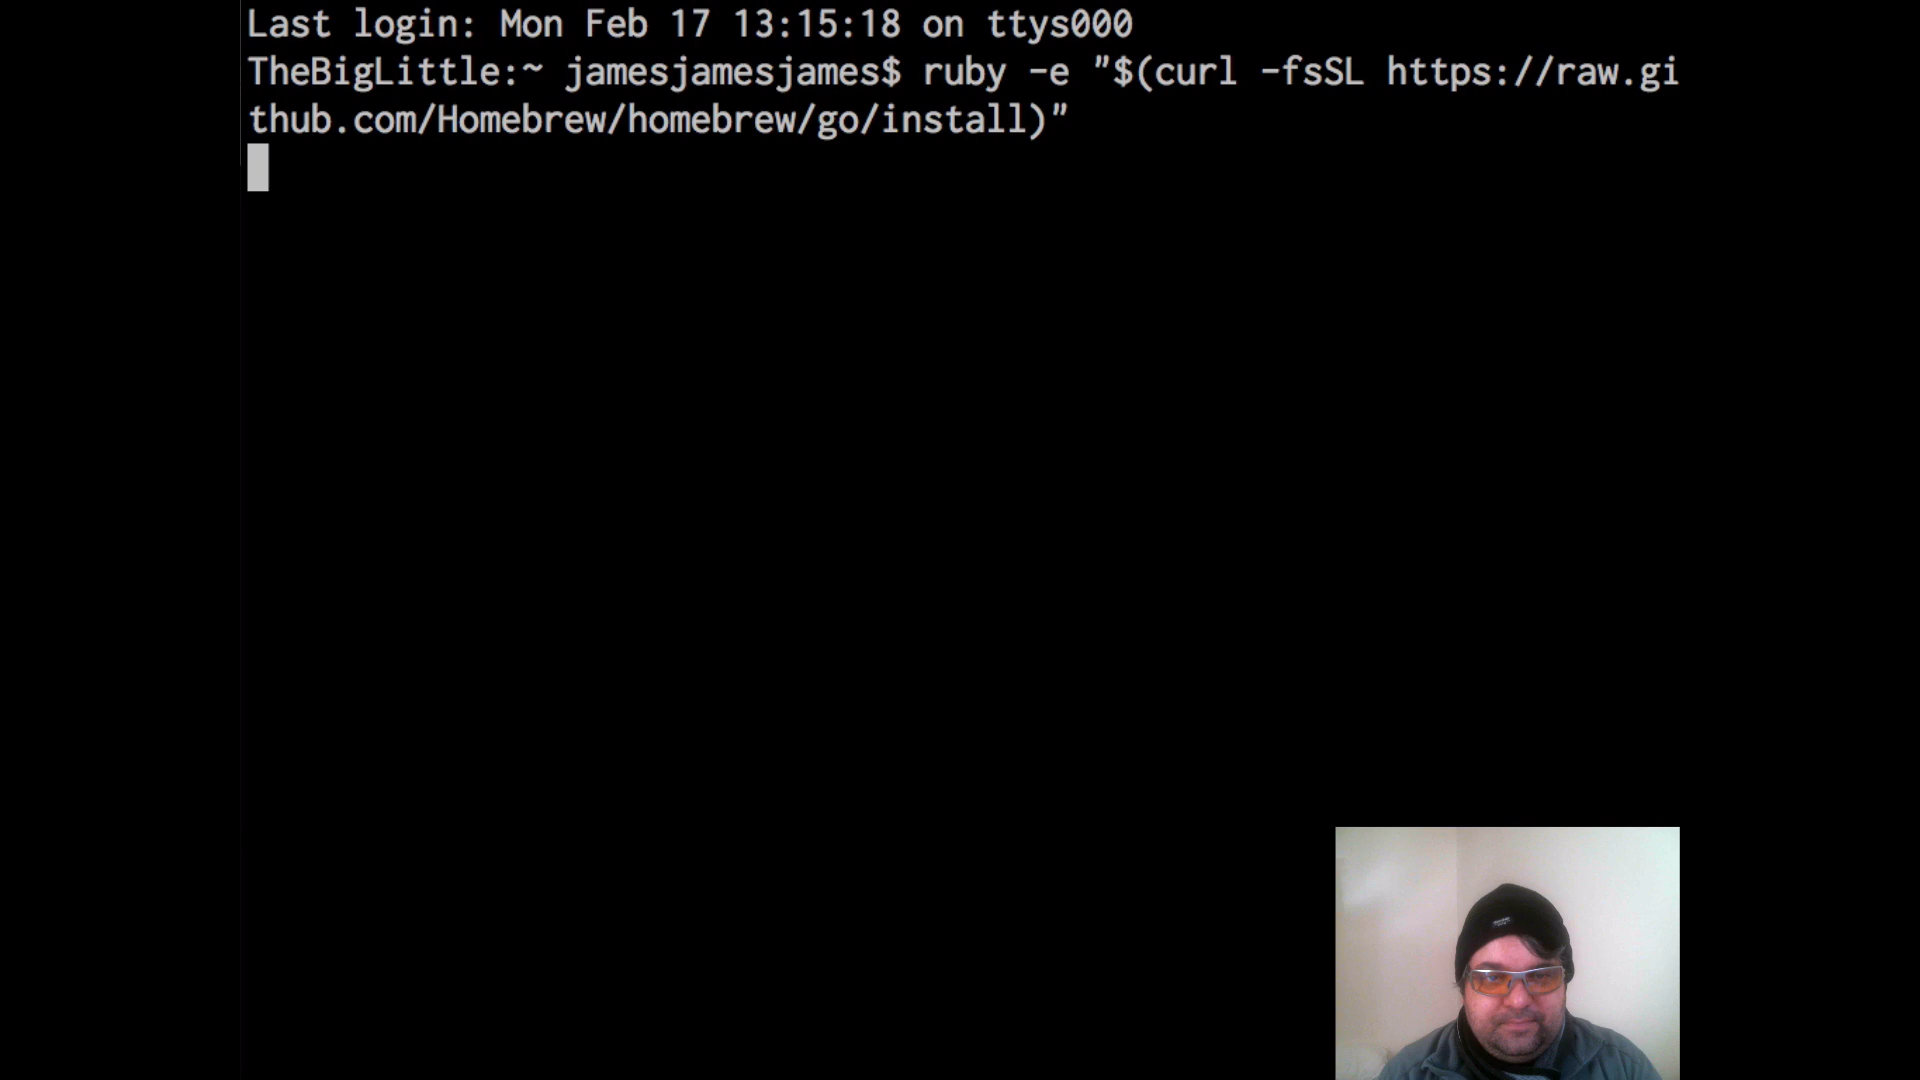 Last login: Mon Feb 17 13:15:18 on ttys000
TheBigLittle:~ jamesjamesjames$ ruby -e "$(curl -fsSL https://raw.gi
thub.com/Homebrew/homebrew/go/install)"